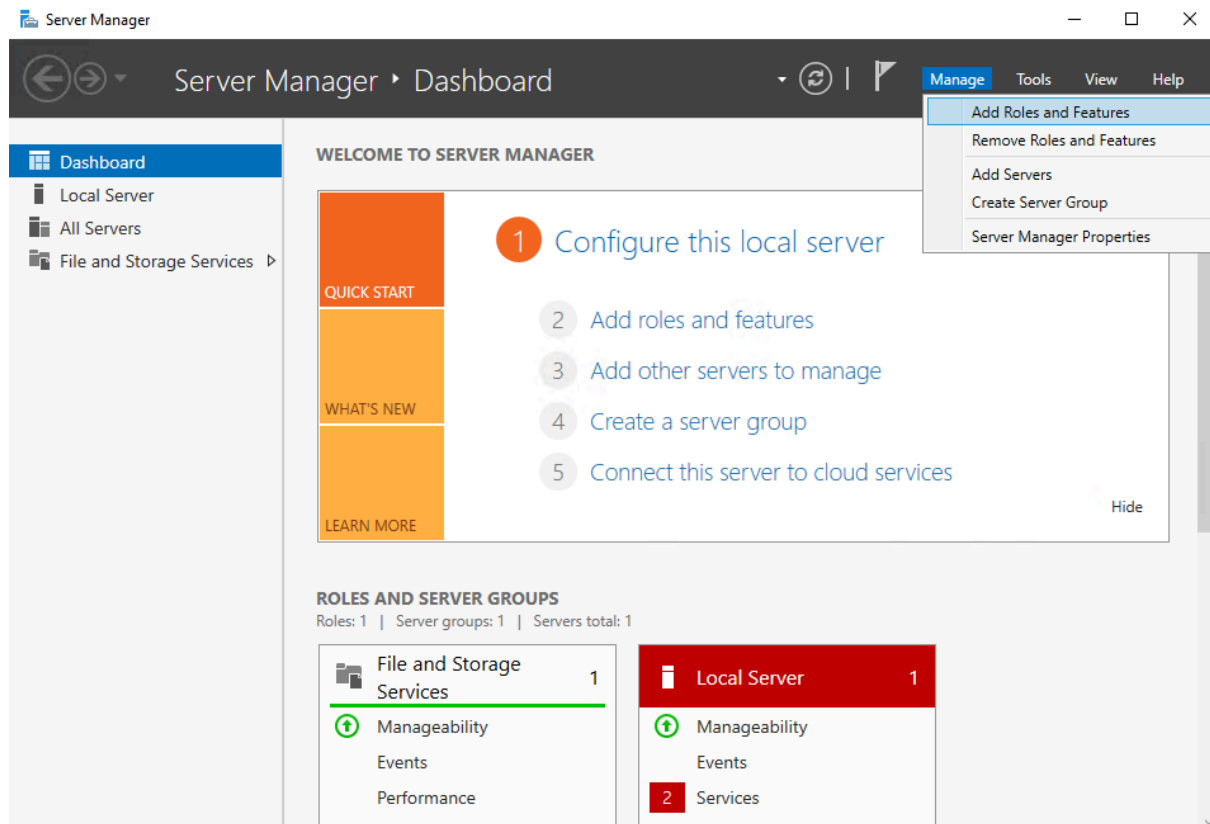 Server Manager
Server Manager ‣ Dashboard
Manage Tools View Help
Add Roles and Features
Remove Roles and Features
Add Servers
Create Server Group
Server Manager Properties
Dashboard
Local Server
All Servers
File and Storage Services
WELCOME TO SERVER MANAGER
QUICK START
WHAT'S NEW
LEARN MORE
1 Configure this local server
2 Add roles and features
3 Add other servers to manage
4 Create a server group
5 Connect this server to cloud services
Hide
ROLES AND SERVER GROUPS
Roles: 1 | Server groups: 1 | Servers total: 1
File and Storage
Services 1
Manageability
Events
Performance
Local Server 1
Manageability
Events
2 Services